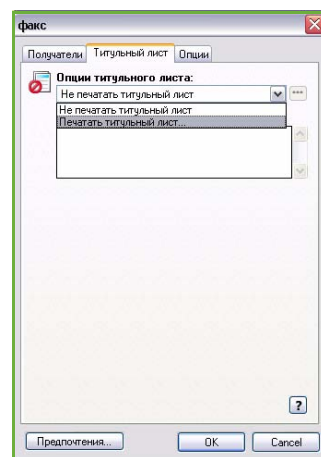 факс
Получатели Титульный лист Опции
Опции титульного листа:
Не печатать титульный лист
Не печатать титульный лист
Печатать титульный лист...
?
Предпочтения... OK Cancel